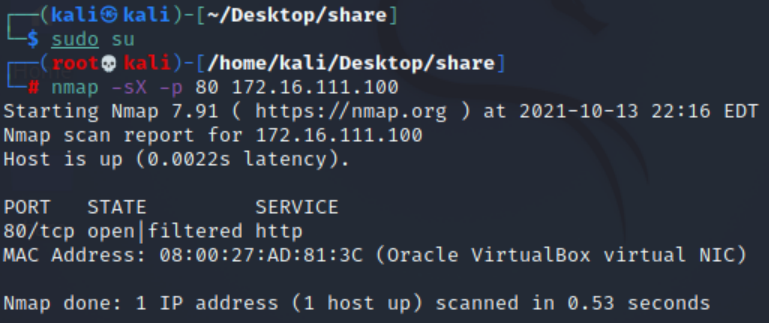 ┌──(kali㉿kali)-[~/Desktop/share]
└─$ sudo su
┌──(root💀kali)-[/home/kali/Desktop/share]
└─# nmap -sX -p 80 172.16.111.100
Starting Nmap 7.91 ( https://nmap.org ) at 2021-10-13 22:16 EDT
Nmap scan report for 172.16.111.100
Host is up (0.0022s latency).

PORT   STATE         SERVICE
80/tcp open|filtered http
MAC Address: 08:00:27:AD:81:3C (Oracle VirtualBox virtual NIC)

Nmap done: 1 IP address (1 host up) scanned in 0.53 seconds